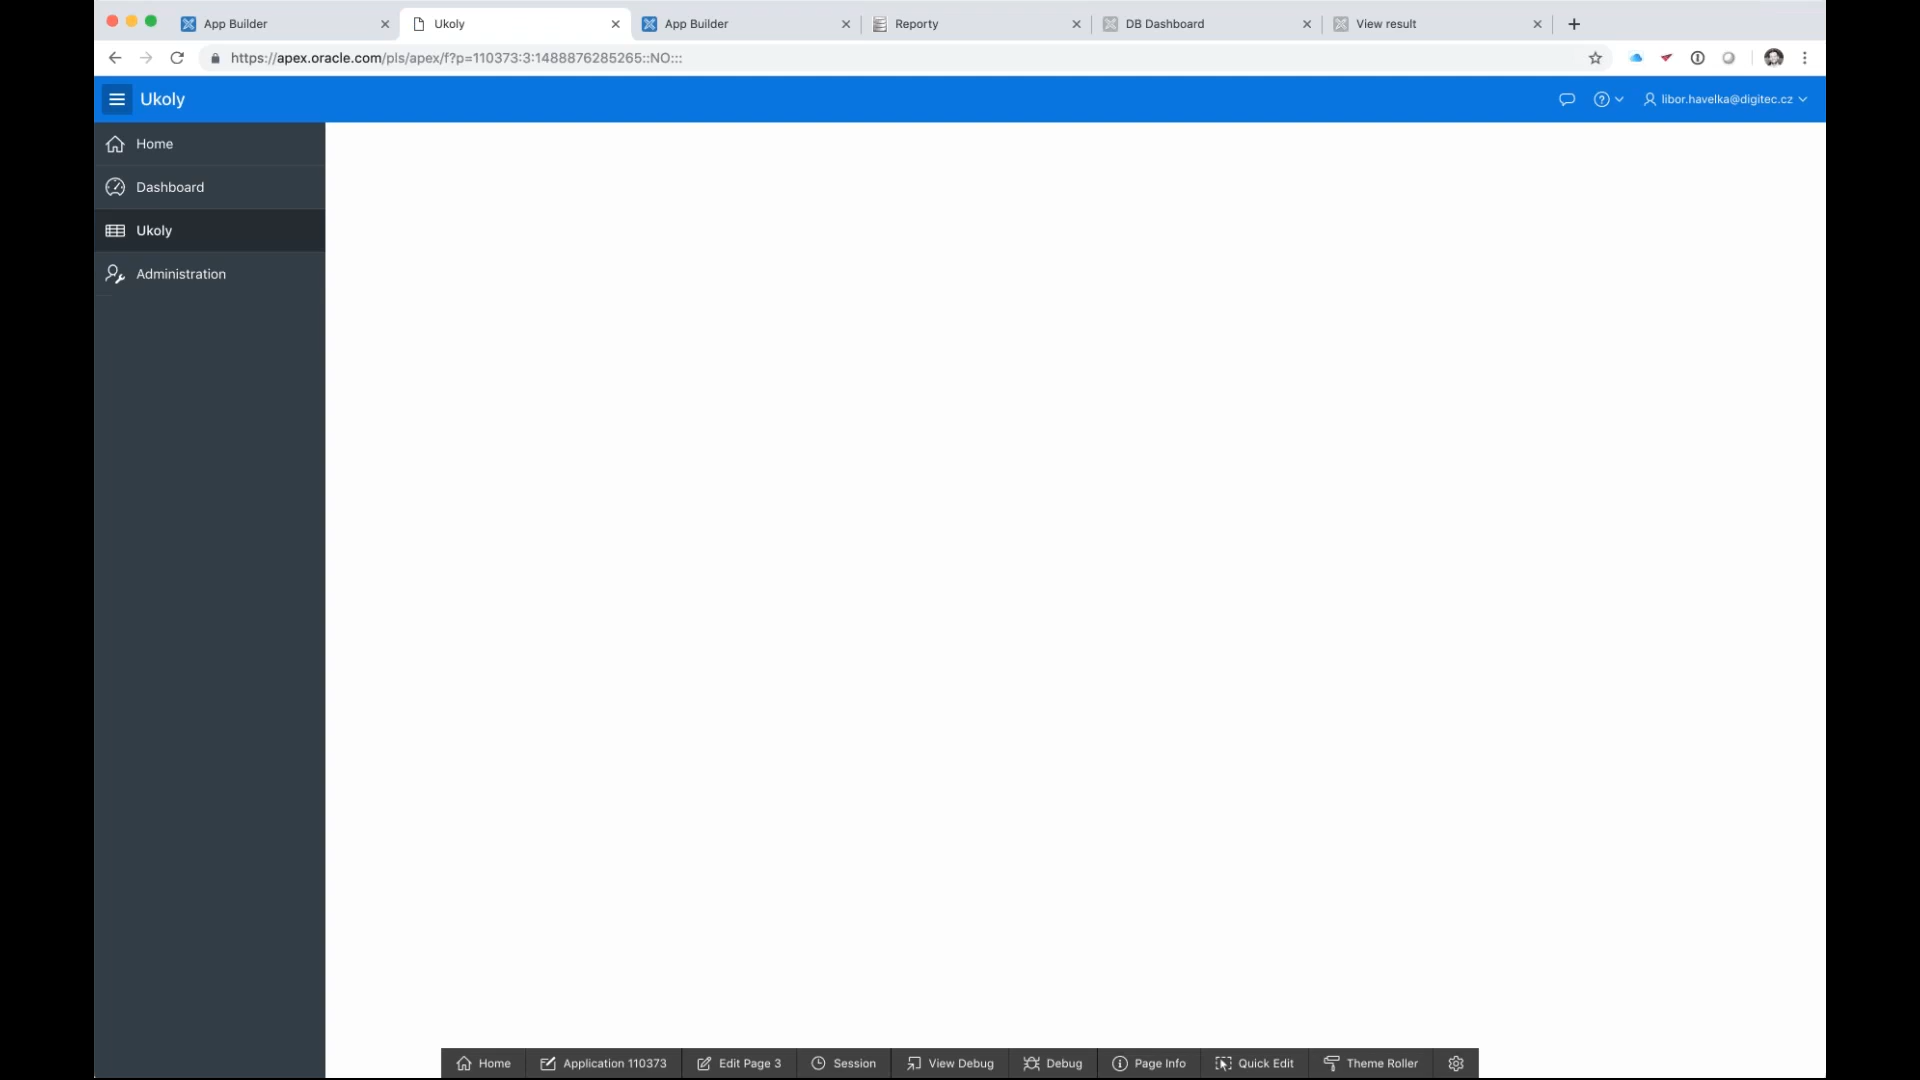 App Builder
Ukoly
App Builder
Reporty
DB Dashboard
View result
https://apex.oracle.com/pls/apex/f?p=110373:3:1488876285265::NO:::
Ukoly
libor.havelka@digitec.cz
Home
Dashboard
Ukoly
Administration
Home
Application 110373
Edit Page 3
Session
View Debug
Debug
Page Info
Quick Edit
Theme Roller